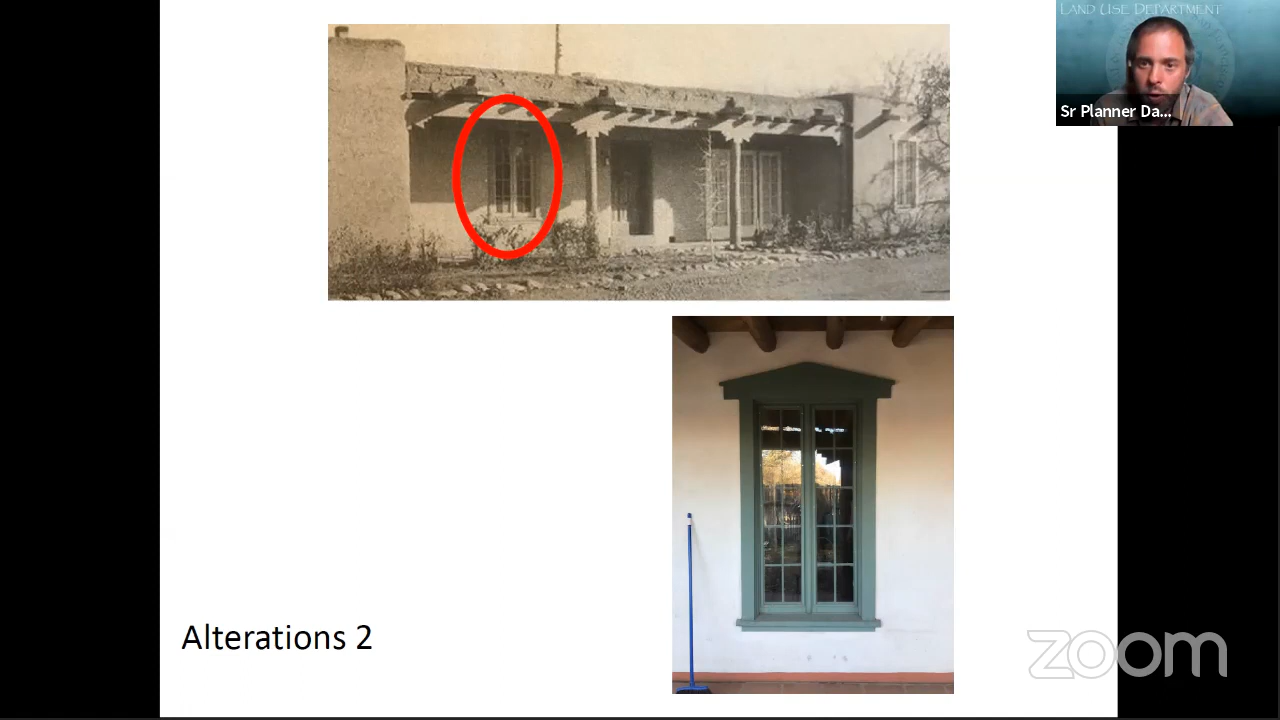 LAND USE DEPARTMENT
Sr Planner Da...
Alterations 2
zoom